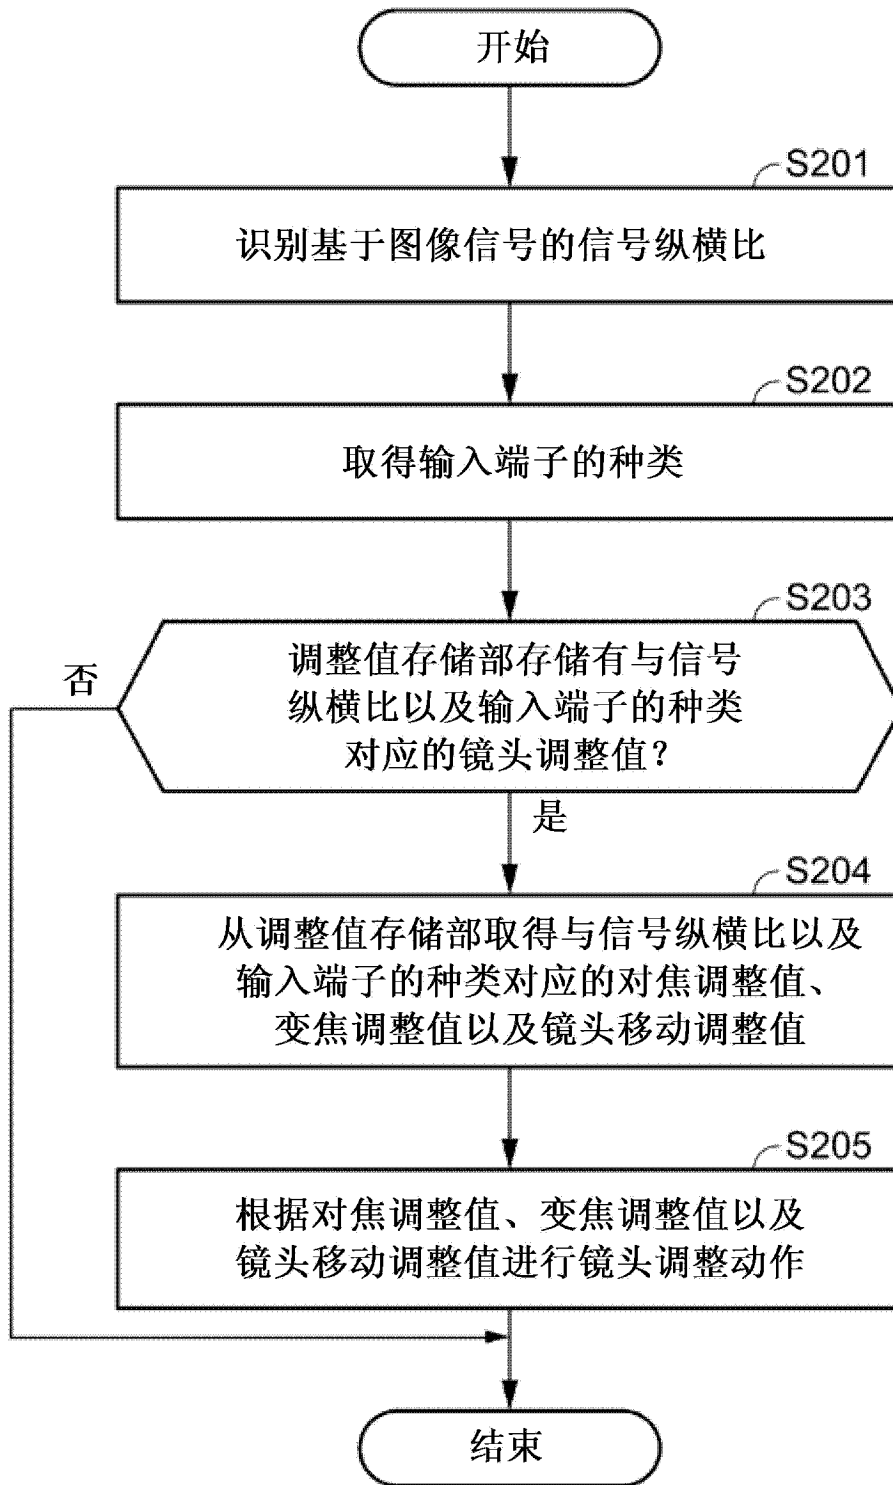 开始
S201
识别基于图像信号的信号纵横比
S202
取得输入端子的种类
S203
调整值存储部存储有与信号
纵横比以及输入端子的种类
对应的镜头调整值?
否
是
S204
从调整值存储部取得与信号纵横比以及
输入端子的种类对应的对焦调整值、
变焦调整值以及镜头移动调整值
S205
根据对焦调整值、变焦调整值以及
镜头移动调整值进行镜头调整动作
结束